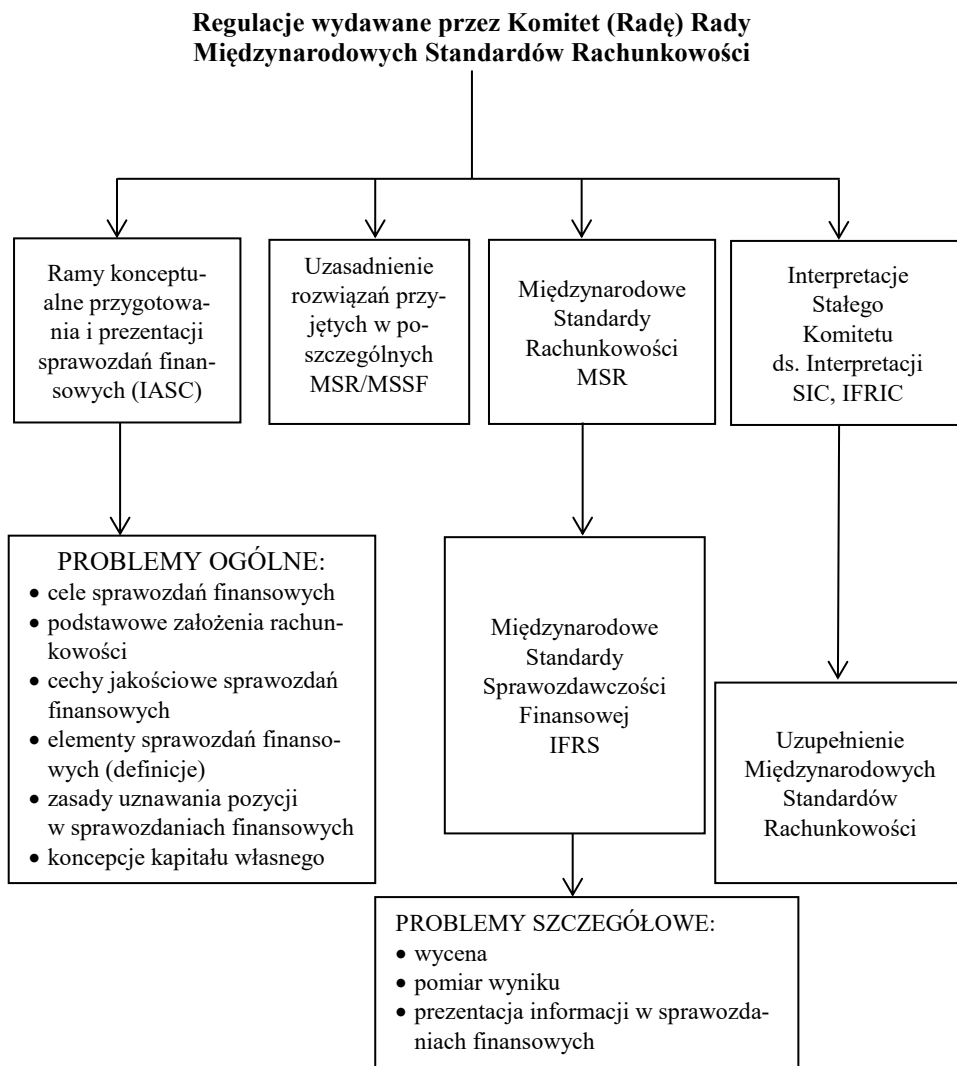 Regulacje wydawane przez Komitet (Radę) Rady
Międzynarodowych Standardów Rachunkowości
Ramy konceptu-
alne przygotowa-
nia i prezentacji
sprawozdań finan-
sowych (IASC)
Uzasadnienie
rozwiązań przy-
jętych w po-
szczególnych
MSR/MSSF
Międzynarodowe
Standardy
Rachunkowości
MSR
Interpretacje
Stałego
Komitetu
ds. Interpretacji
SIC, IFRIC
PROBLEMY OGÓLNE:
• cele sprawozdań finansowych
• podstawowe założenia rachun-
kowości
• cechy jakościowe sprawozdań
finansowych
• elementy sprawozdań finanso-
wych (definicje)
• zasady uznawania pozycji
w sprawozdaniach finansowych
• koncepcje kapitału własnego
Międzynarodowe
Standardy
Sprawozdawczości
Finansowej
IFRS
Uzupełnienie
Międzynarodowych
Standardów
Rachunkowości
PROBLEMY SZCZEGÓŁOWE:
• wycena
• pomiar wyniku
• prezentacja informacji w sprawozda-
niach finansowych